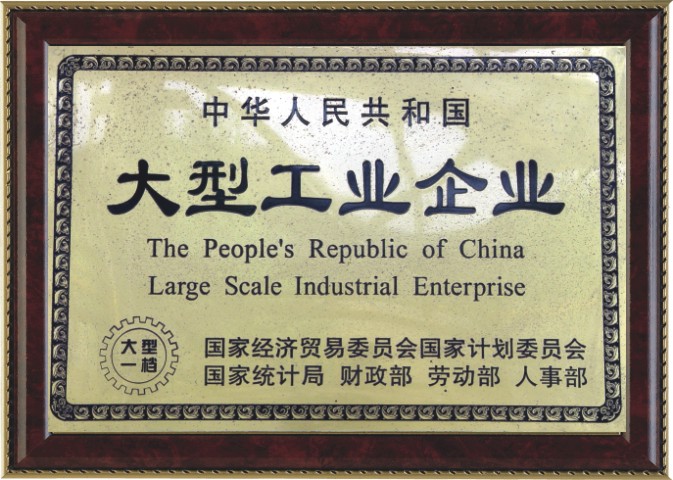 中华人民共和国
大型工业企业
The People's Republic of China
Large Scale Industrial Enterprise
大型
一档
国家经济贸易委员会国家计划委员会
国家统计局 财政部 劳动部 人事部